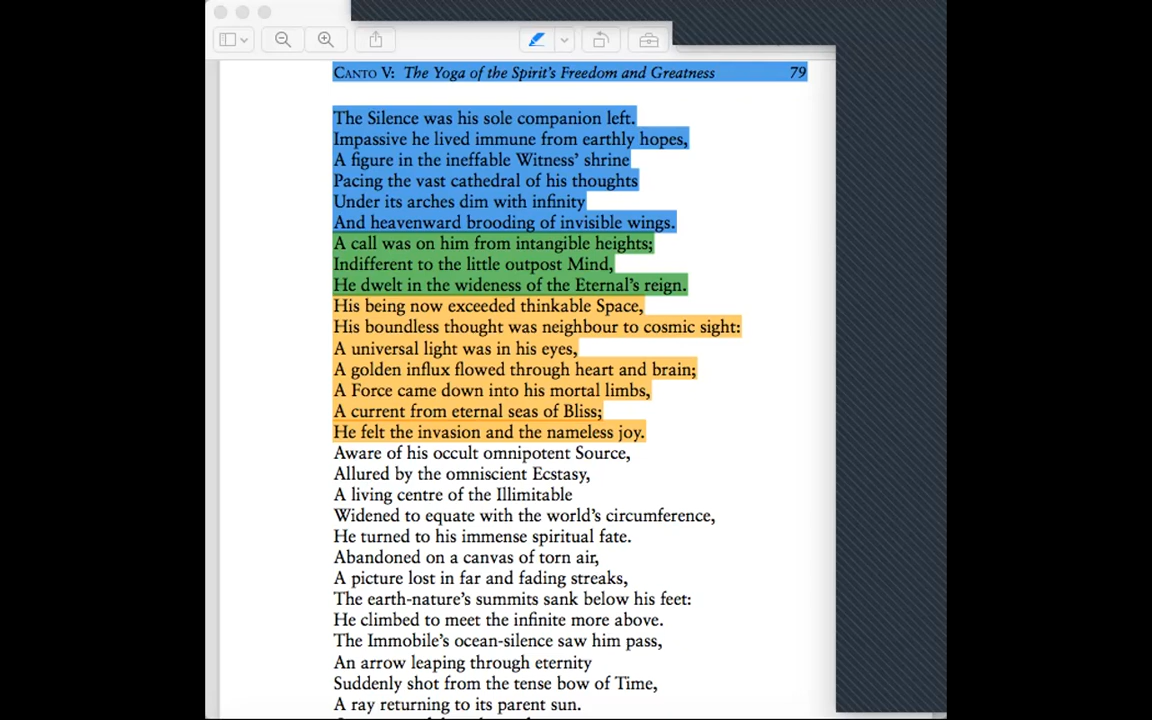 CANTO V: The Yoga of the Spirit's Freedom and Greatness 79
The Silence was his sole companion left.
Impassive he lived immune from earthly hopes,
A figure in the ineffable Witness' shrine
Pacing the vast cathedral of his thoughts
Under its arches dim with infinity
And heavenward brooding of invisible wings.
A call was on him from intangible heights;
Indifferent to the little outpost Mind,
He dwelt in the wideness of the Eternal's reign.
His being now exceeded thinkable Space,
His boundless thought was neighbour to cosmic sight:
A universal light was in his eyes,
A golden influx flowed through heart and brain;
A Force came down into his mortal limbs,
A current from eternal seas of Bliss;
He felt the invasion and the nameless joy.
Aware of his occult omnipotent Source,
Allured by the omniscient Ecstasy,
A living centre of the Illimitable
Widened to equate with the world's circumference,
He turned to his immense spiritual fate.
Abandoned on a canvas of torn air,
A picture lost in far and fading streaks,
The earth-nature's summits sank below his feet:
He climbed to meet the infinite more above.
The Immobile's ocean-silence saw him pass,
An arrow leaping through eternity
Suddenly shot from the tense bow of Time,
A ray returning to its parent sun.